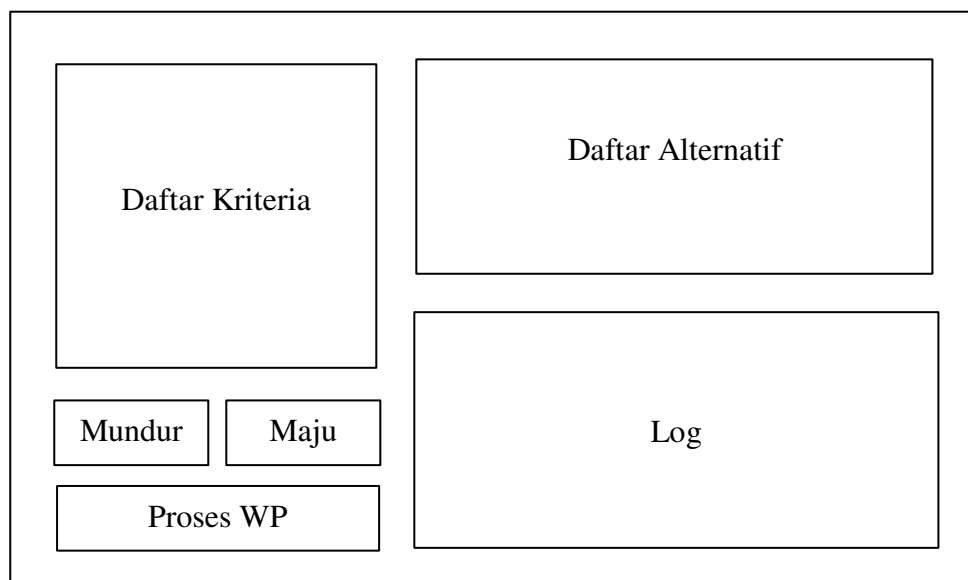 Daftar Kriteria
Daftar Alternatif
Mundur
Maju
Log
Proses WP